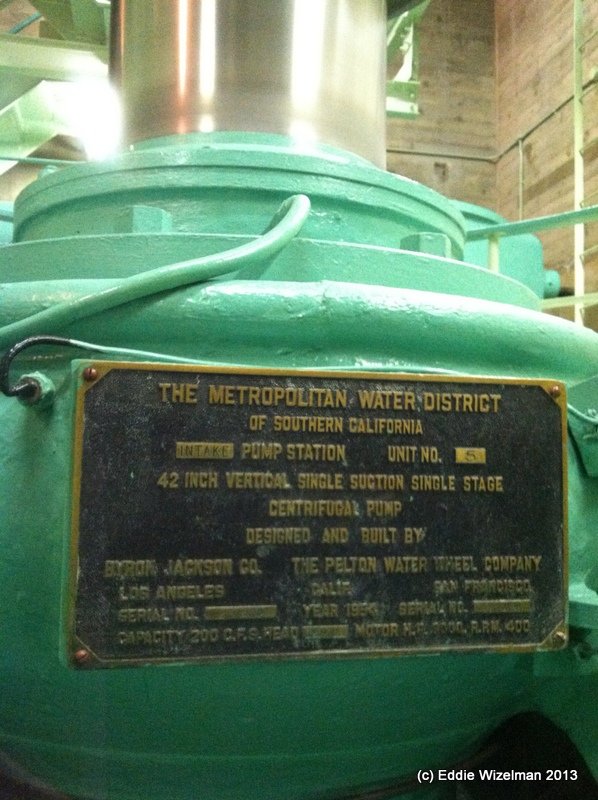 THE METROPOLITAN WATER DISTRICT
OF SOUTHERN CALIFORNIA
INTAKE PUMP STATION UNIT NO. 5
42 INCH VERTICAL SINGLE SUCTION SINGLE STAGE
CENTRIFUGAL PUMP
DESIGNED AND BUILT BY
BYRON JACKSON CO. THE PELTON WATER WHEEL COMPANY
LOS ANGELES CALIF. SAN FRANCISCO
SERIAL NO. YEAR SERIAL NO.
CAPACITY 200 C.F.S. HEAD MOTOR H.P. R.P.M. 400
(c) Eddie Wizelman 2013